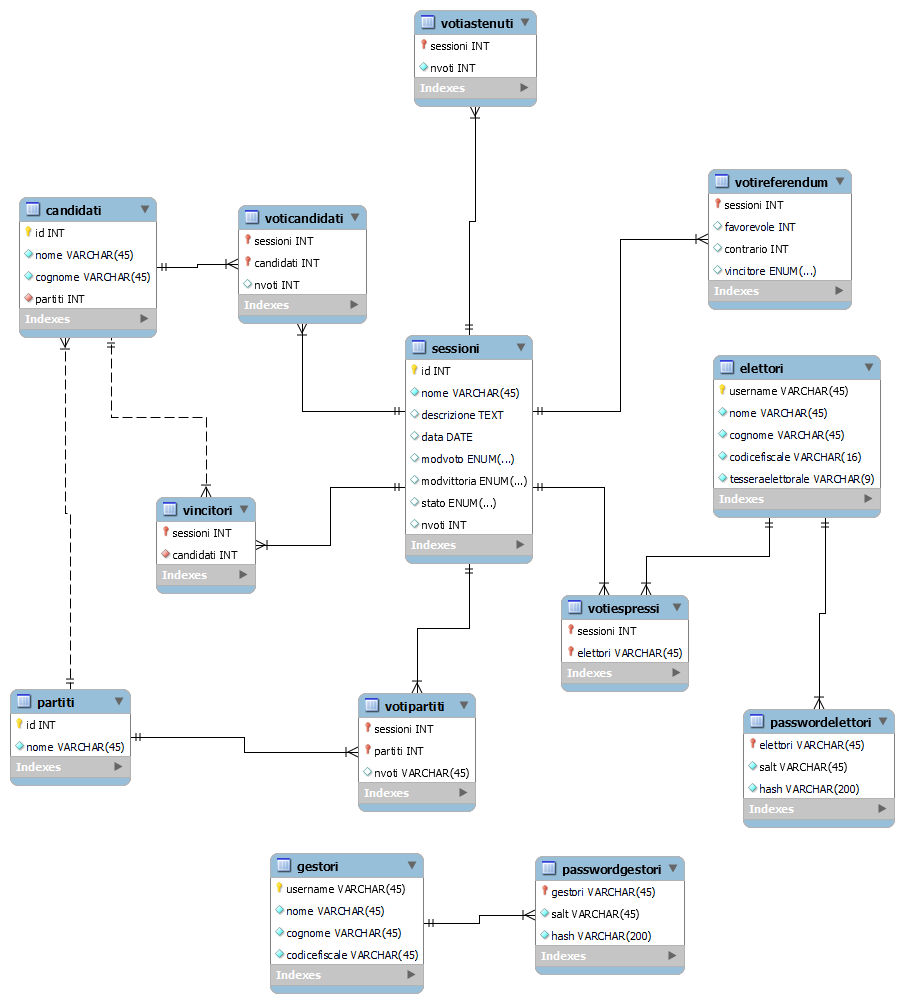 votiastenuti
sessioni INT
nvoti INT
Indexes
candidati
id INT
nome VARCHAR(45)
cognome VARCHAR(45)
partiti INT
Indexes
voticandidati
sessioni INT
candidati INT
nvoti INT
Indexes
votireferendum
sessioni INT
favorevole INT
contrario INT
vincitore ENUM(...)
Indexes
sessioni
id INT
nome VARCHAR(45)
descrizione TEXT
data DATE
modvoto ENUM(...)
modvittoria ENUM(...)
stato ENUM(...)
nvoti INT
Indexes
elettori
username VARCHAR(45)
nome VARCHAR(45)
cognome VARCHAR(45)
codicefiscale VARCHAR(16)
tesseraelettorale VARCHAR(9)
Indexes
vincitori
sessioni INT
candidati INT
Indexes
votiespressi
sessioni INT
elettori VARCHAR(45)
Indexes
partiti
id INT
nome VARCHAR(45)
Indexes
votipartiti
sessioni INT
partiti INT
nvoti VARCHAR(45)
Indexes
passwordelettori
elettori VARCHAR(45)
salt VARCHAR(45)
hash VARCHAR(200)
Indexes
gestori
username VARCHAR(45)
nome VARCHAR(45)
cognome VARCHAR(45)
codicefiscale VARCHAR(45)
Indexes
passwordgestori
gestori VARCHAR(45)
salt VARCHAR(45)
hash VARCHAR(200)
Indexes